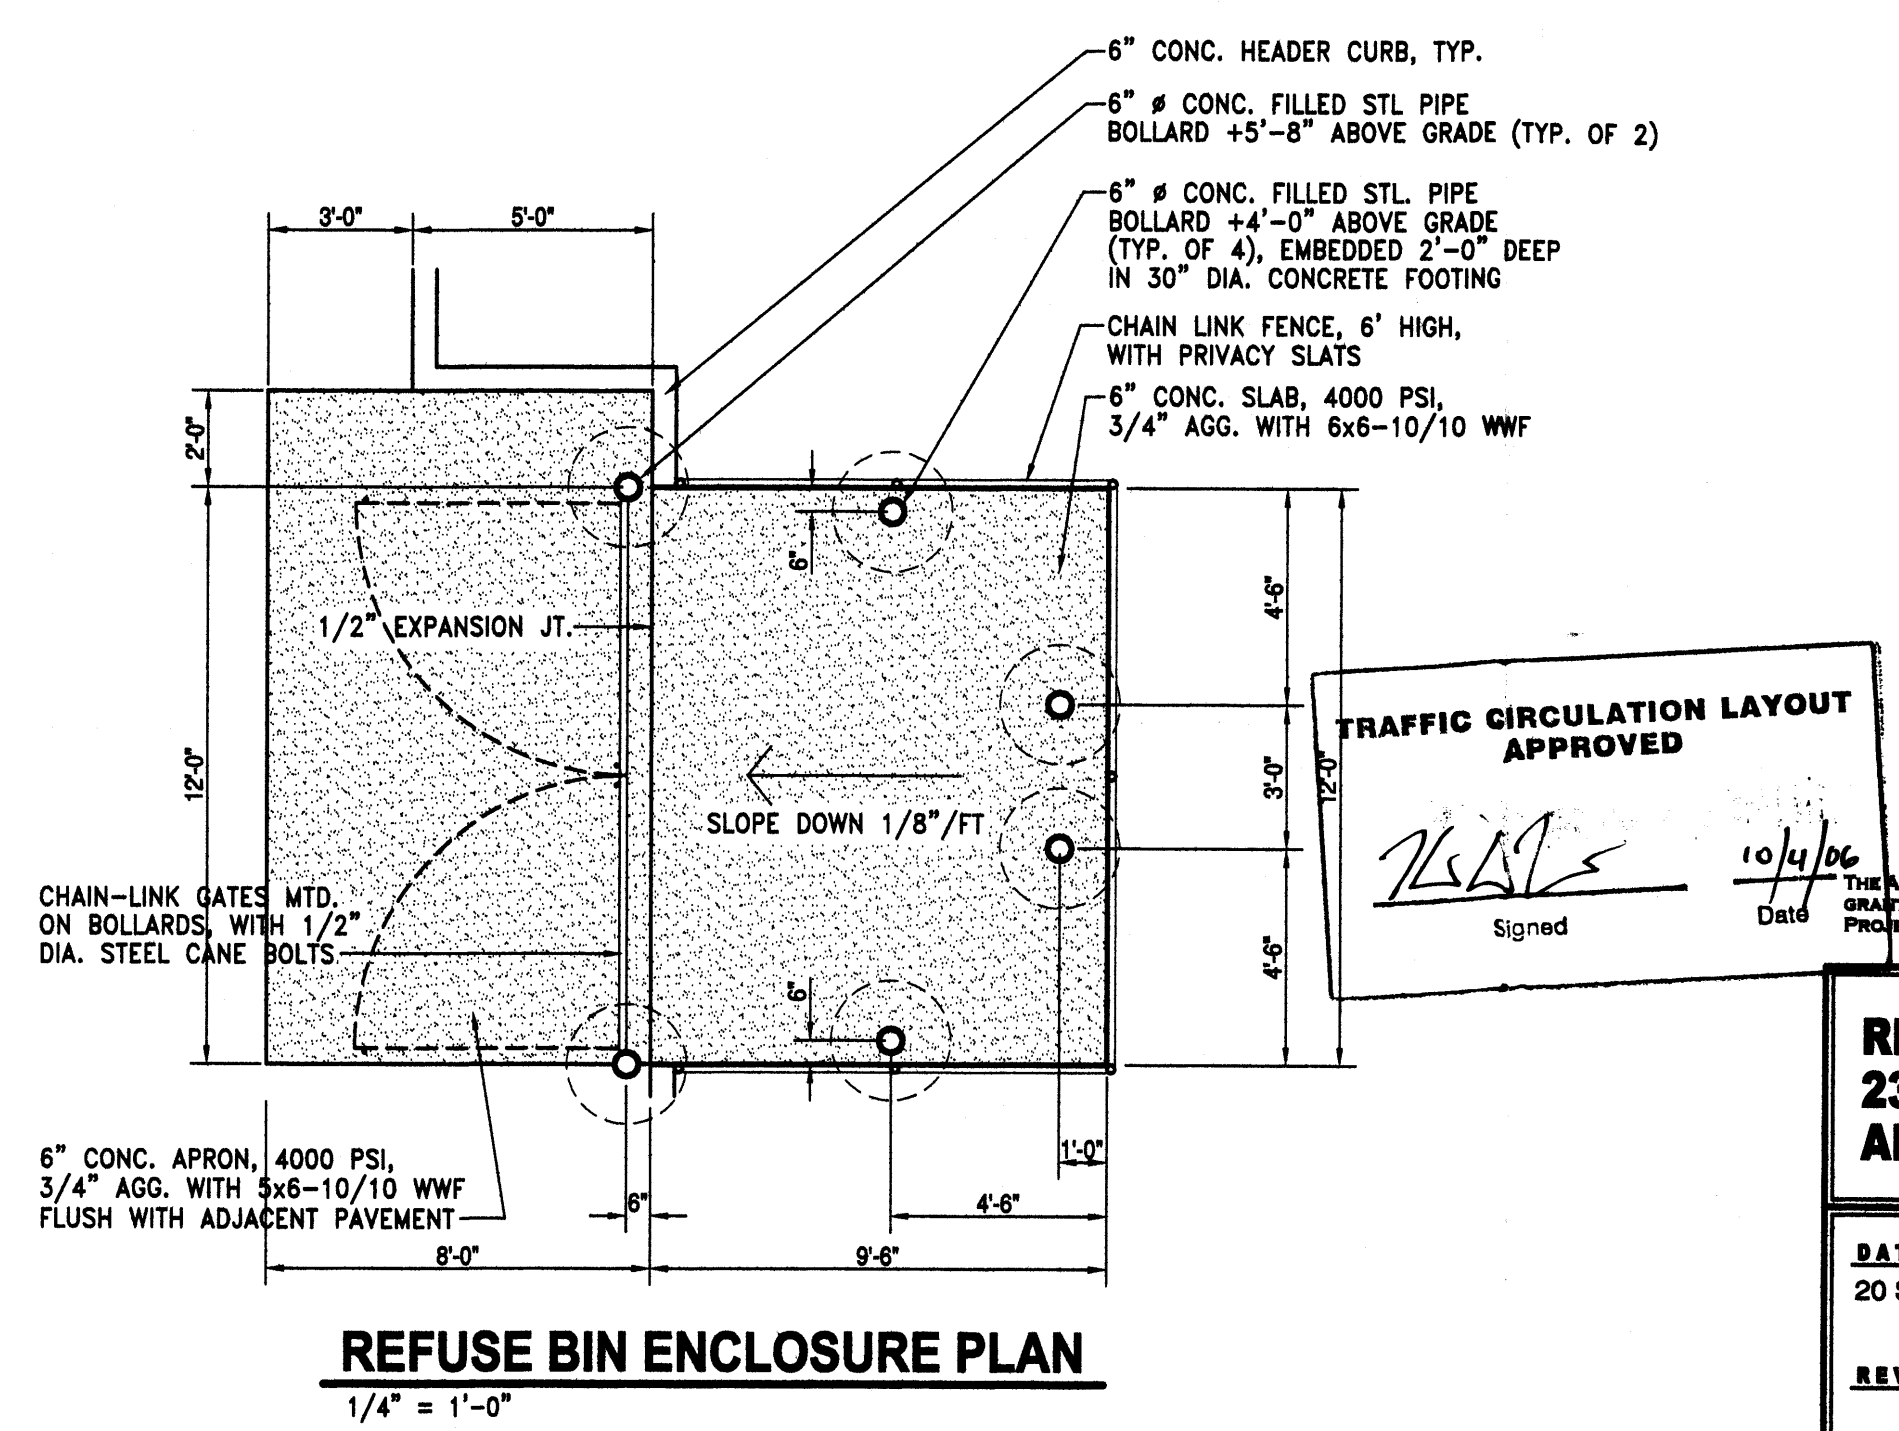 6" CONC. HEADER CURB, TYP.
6" ø CONC. FILLED STL PIPE
BOLLARD +5'-8" ABOVE GRADE (TYP. OF 2)
6" ø CONC. FILLED STL. PIPE
BOLLARD +4'-0" ABOVE GRADE
(TYP. OF 4), EMBEDDED 2'-0" DEEP
IN 30" DIA. CONCRETE FOOTING
CHAIN LINK FENCE, 6' HIGH,
WITH PRIVACY SLATS
6" CONC. SLAB, 4000 PSI,
3/4" AGG. WITH 6x6-10/10 WWF
3'-0"
5'-0"
2'-0"
12'-0"
6"
1/2" EXPANSION JT.
SLOPE DOWN 1/8"/FT
4'-6"
3'-0"
4'-6"
12'-0"
TRAFFIC CIRCULATION LAYOUT
APPROVED
10/4/06
Signed
Date
THE A
GRANT
PROJE
CHAIN-LINK GATES MTD.
ON BOLLARDS, WITH 1/2"
DIA. STEEL CANE BOLTS
6"
6" CONC. APRON, 4000 PSI,
3/4" AGG. WITH 5x6-10/10 WWF
FLUSH WITH ADJACENT PAVEMENT
6"
1'-0"
4'-6"
8'-0"
9'-6"
REFUSE BIN ENCLOSURE PLAN
1/4" = 1'-0"
23
DAT
20 S
REV